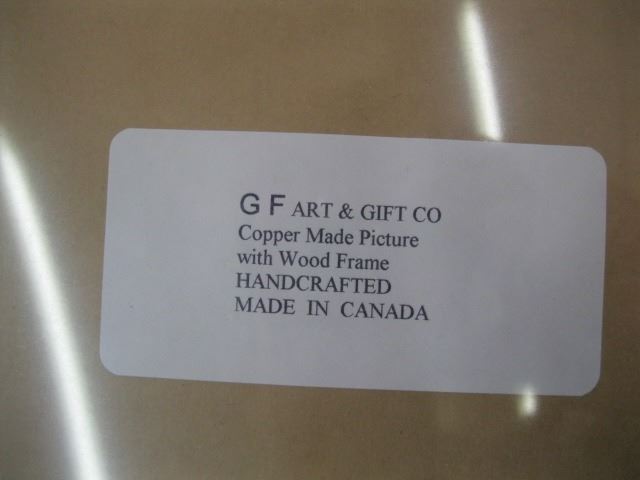 G F ART & GIFT CO
Copper Made Picture
with Wood Frame
HANDCRAFTED
MADE IN CANADA